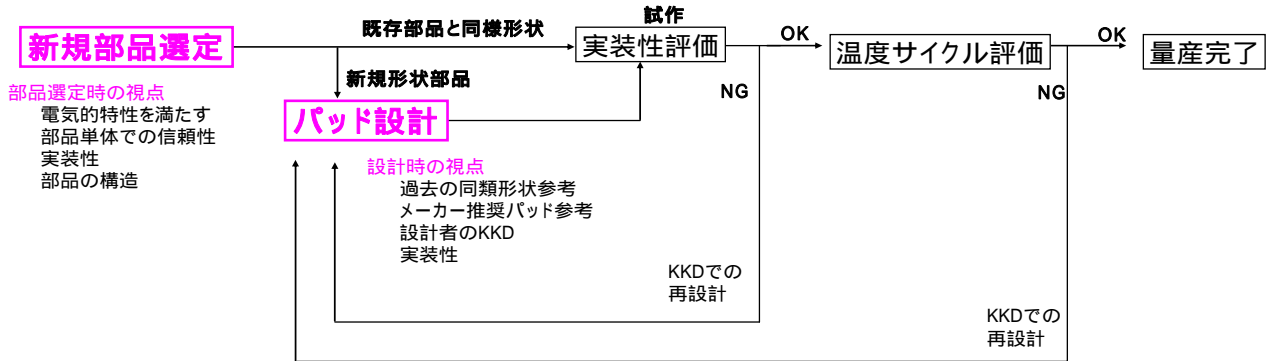 新規部品選定
既存部品と同様形状
試作
実装性評価
OK
温度サイクル評価
OK
量産完了
新規形状部品
NG
NG
部品選定時の視点
電気的特性を満たす
部品単体での信頼性
実装性
部品の構造
パッド設計
設計時の視点
過去の同類形状参考
メーカー推奨パッド参考
設計者のKKD
実装性
KKDでの
再設計
KKDでの
再設計